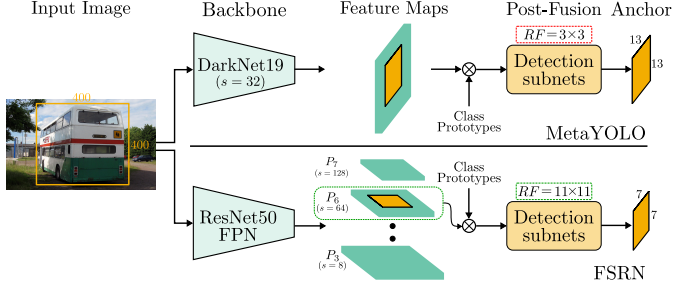 Input Image
Backbone
Feature Maps
Post-Fusion
Anchor
DarkNet19
(s = 32)
RF = 3×3
Detection
subnets
13
13
Class
Prototypes
MetaYOLO
400
400
ResNet50
FPN
P7
(s = 128)
P6
(s = 64)
P3
(s = 8)
Class
Prototypes
RF = 11×11
Detection
subnets
7
7
FSRN